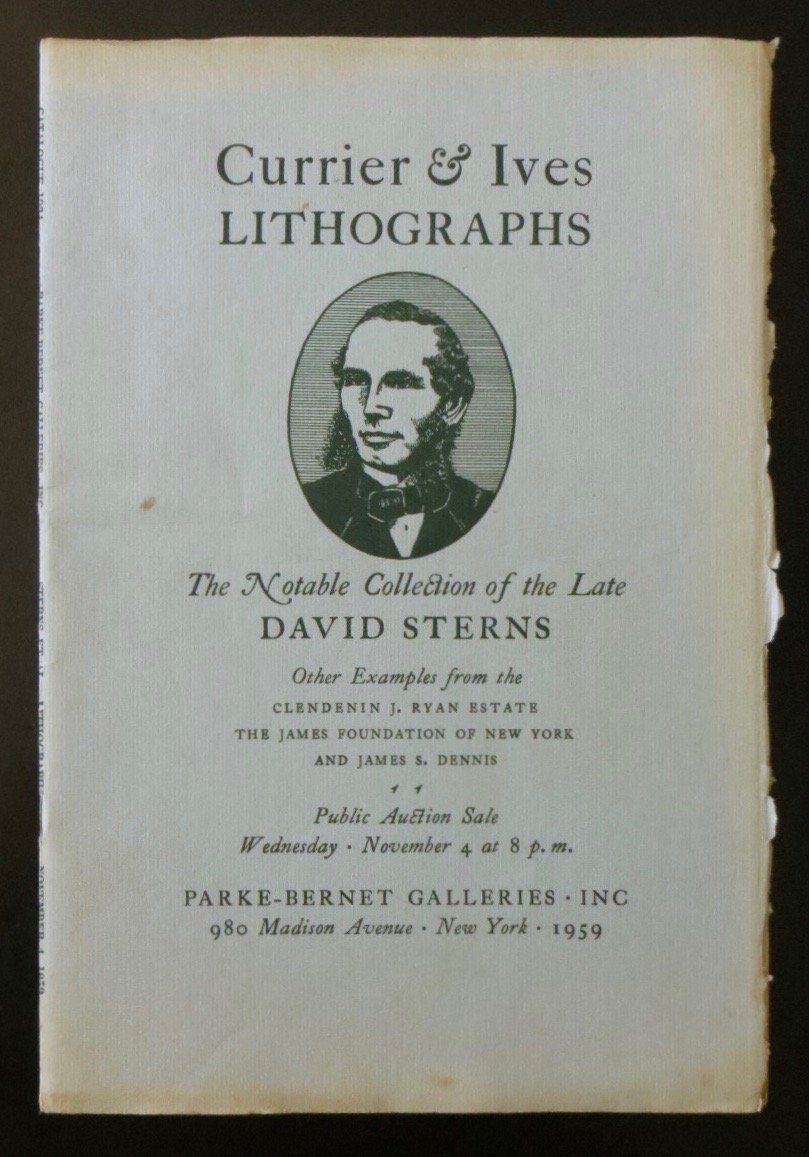 Currier & Ives
LITHOGRAPHS
The Notable Collection of the Late
DAVID STERNS
Other Examples from the
CLENDENIN J. RYAN ESTATE
THE JAMES FOUNDATION OF NEW YORK
AND JAMES S. DENNIS
Public Auction Sale
Wednesday · November 4 at 8 p.m.
PARKE-BERNET GALLERIES · INC
980 Madison Avenue · New York · 1959